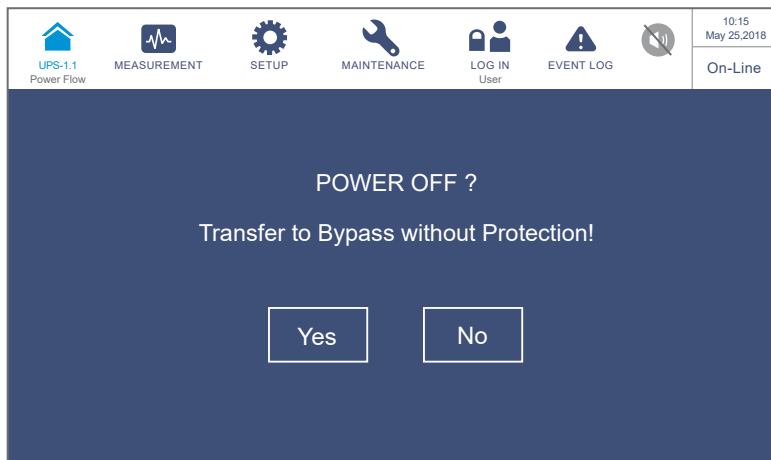 UPS-1.1
Power Flow
MEASUREMENT
SETUP
MAINTENANCE
LOG IN
User
EVENT LOG
10:15
May 25,2018
On-Line
POWER OFF ?
Transfer to Bypass without Protection!
Yes
No